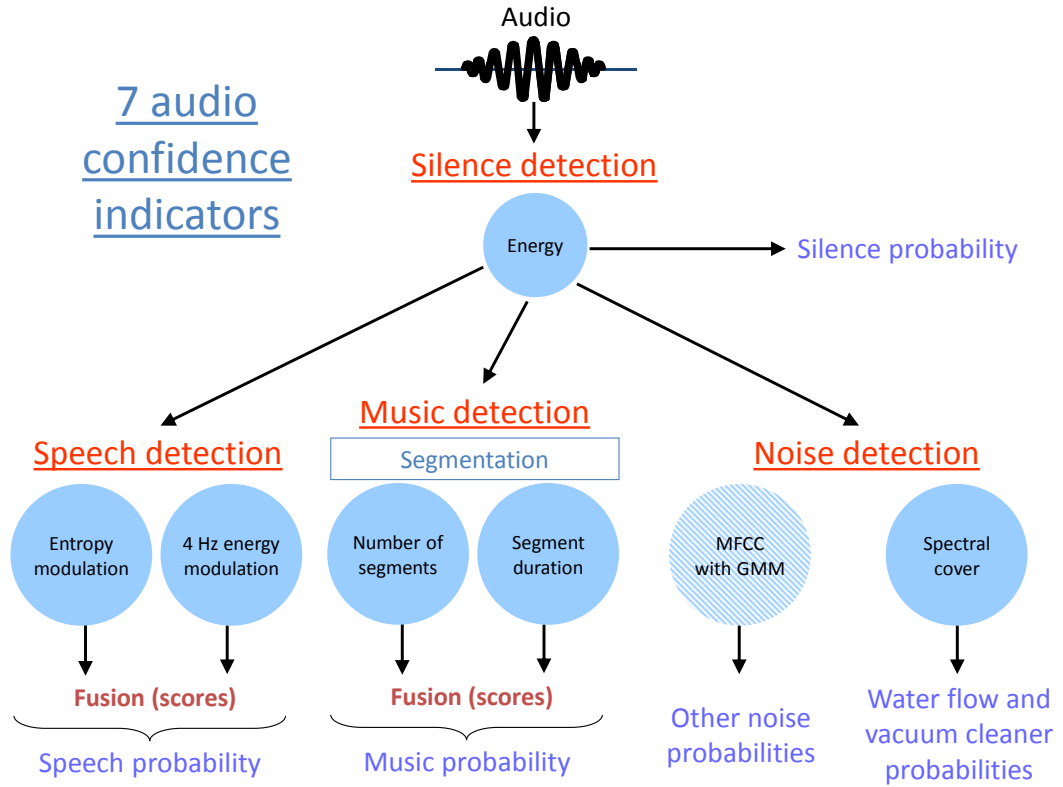 Audio
7 audio
confidence
indicators
Silence detection
Energy
Silence probability
Music detection
Speech detection
Segmentation
Noise detection
Entropy
modulation
4 Hz energy
modulation
Number of
segments
Segment
duration
MFCC
with GMM
Spectral
cover
Fusion (scores)
Fusion (scores)
Speech probability
Music probability
Other noise
probabilities
Water flow and
vacuum cleaner
probabilities